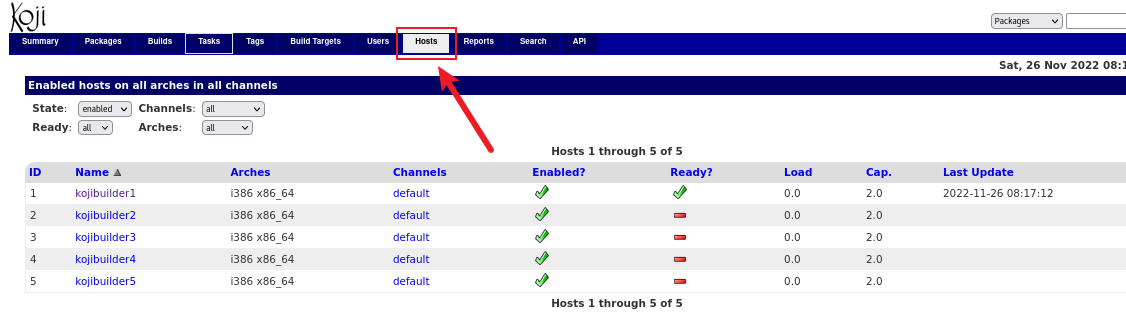 Koji
Packages
Summary Packages Builds Tasks Tags Build Targets Users Hosts Reports Search API
Sat, 26 Nov 2022 08:1
Enabled hosts on all arches in all channels
State: enabled Channels: all
Ready: all Arches: all
Hosts 1 through 5 of 5
ID Name Arches Channels Enabled? Ready? Load Cap. Last Update
1 kojibuilder1 i386 x86_64 default 0.0 2.0 2022-11-26 08:17:12
2 kojibuilder2 i386 x86_64 default 0.0 2.0
3 kojibuilder3 i386 x86_64 default 0.0 2.0
4 kojibuilder4 i386 x86_64 default 0.0 2.0
5 kojibuilder5 i386 x86_64 default 0.0 2.0
Hosts 1 through 5 of 5